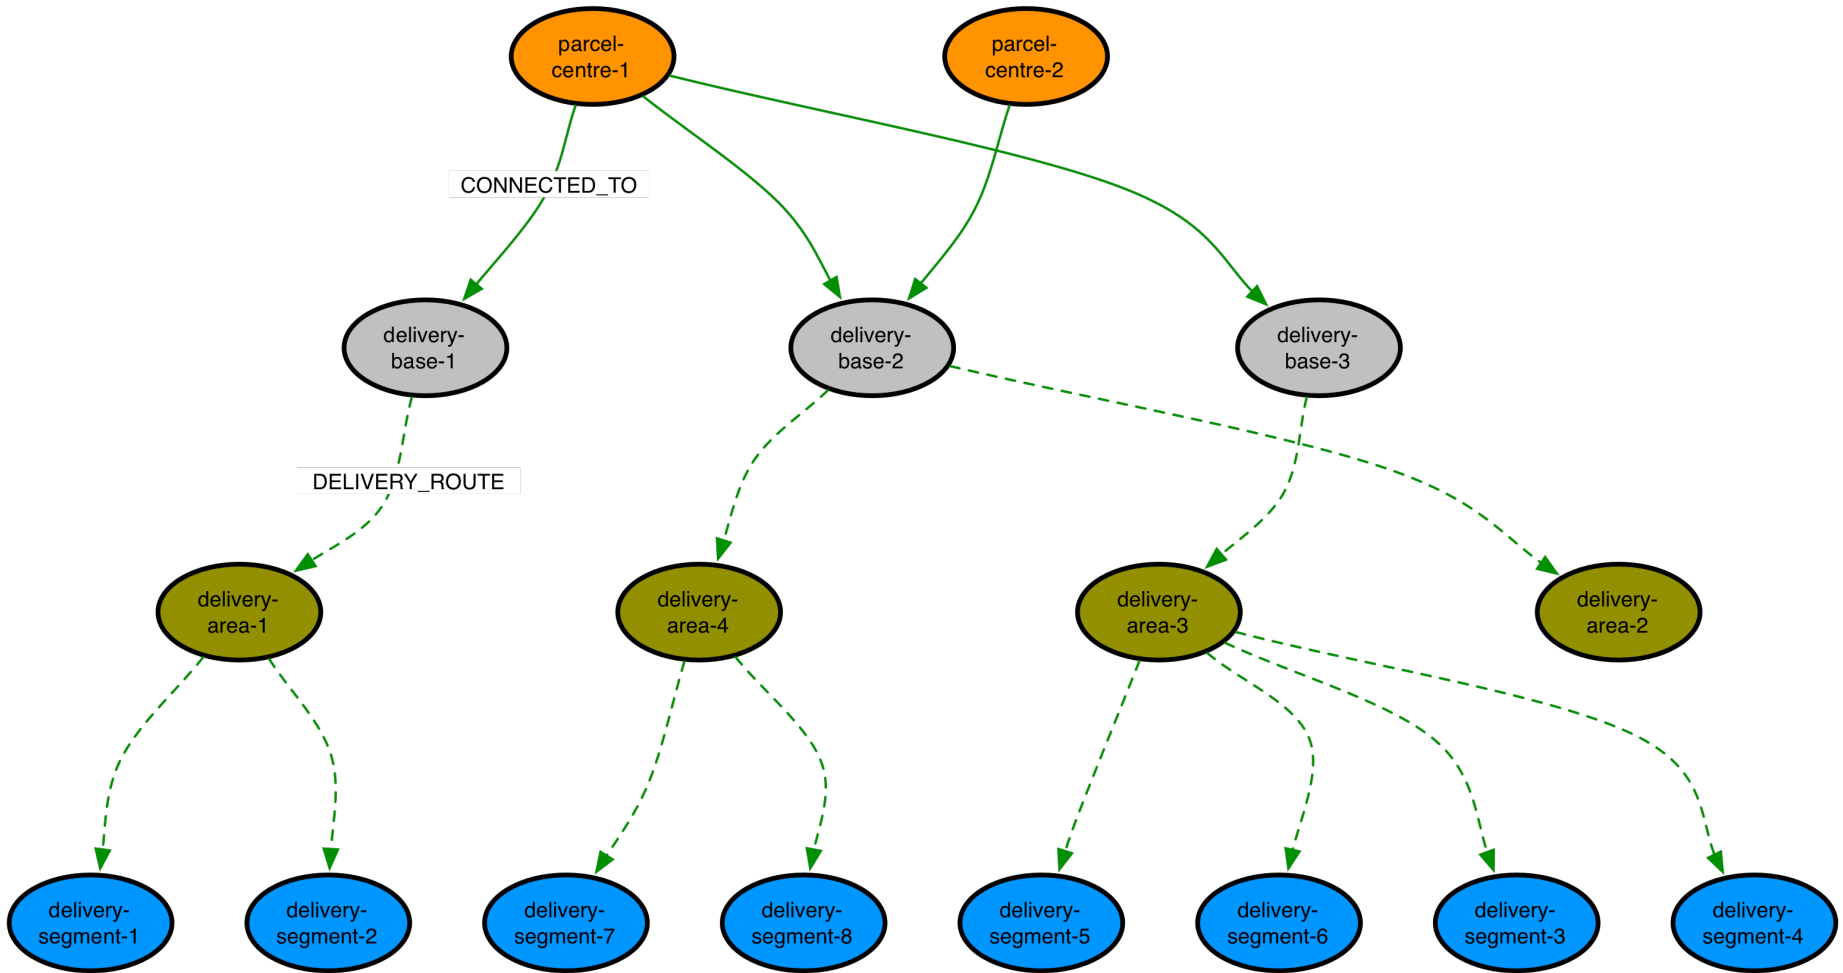 parcel-
centre-1
parcel-
centre-2
CONNECTED_TO
delivery-
base-1
delivery-
base-2
delivery-
base-3
DELIVERY_ROUTE
delivery-
area-1
delivery-
area-4
delivery-
area-3
delivery-
area-2
delivery-
segment-1
delivery-
segment-2
delivery-
segment-7
delivery-
segment-8
delivery-
segment-5
delivery-
segment-6
delivery-
segment-3
delivery-
segment-4